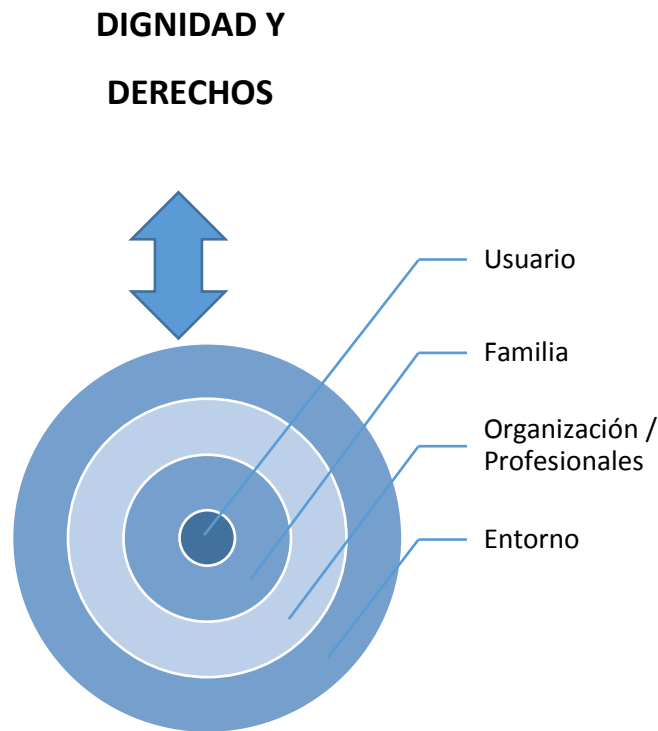 DIGNIDAD Y
DERECHOS
Usuario
Familia
Organización /
Profesionales
Entorno